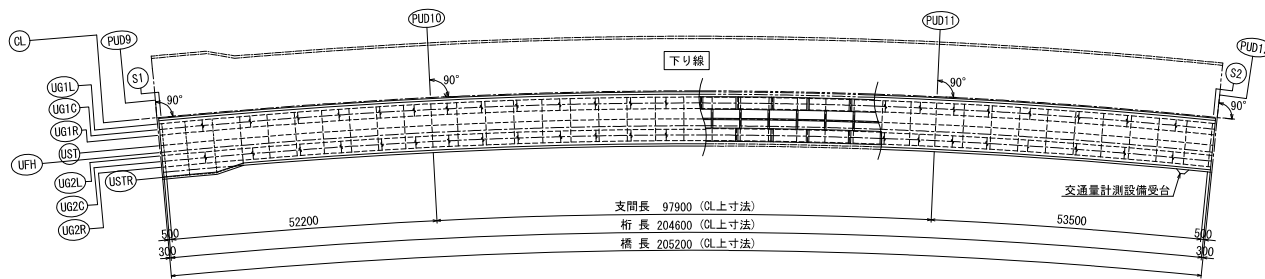 PUD10
PUD11
CL
PUD9
PUD1
下り線
S1
S2
90°
90°
90°
90°
UG1L
UG1C
UG1R
UST
UFH
UG2L
USTR
UG2C
UG2R
交通量計測設備受台
支間長 97900 (CL上寸法)
52200
53500
桁 長 204600 (CL上寸法)
500
500
橋 長 205200 (CL上寸法)
300
300